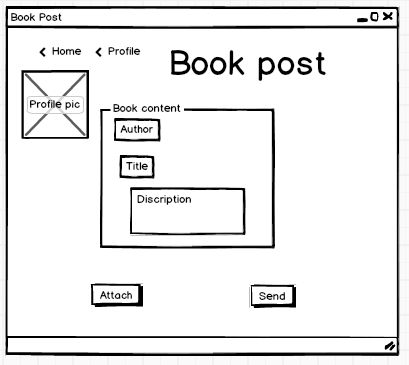 Book Post
Home Profile
Book post
Profile pic
Book content
Author
Title
Discription
Attach Send